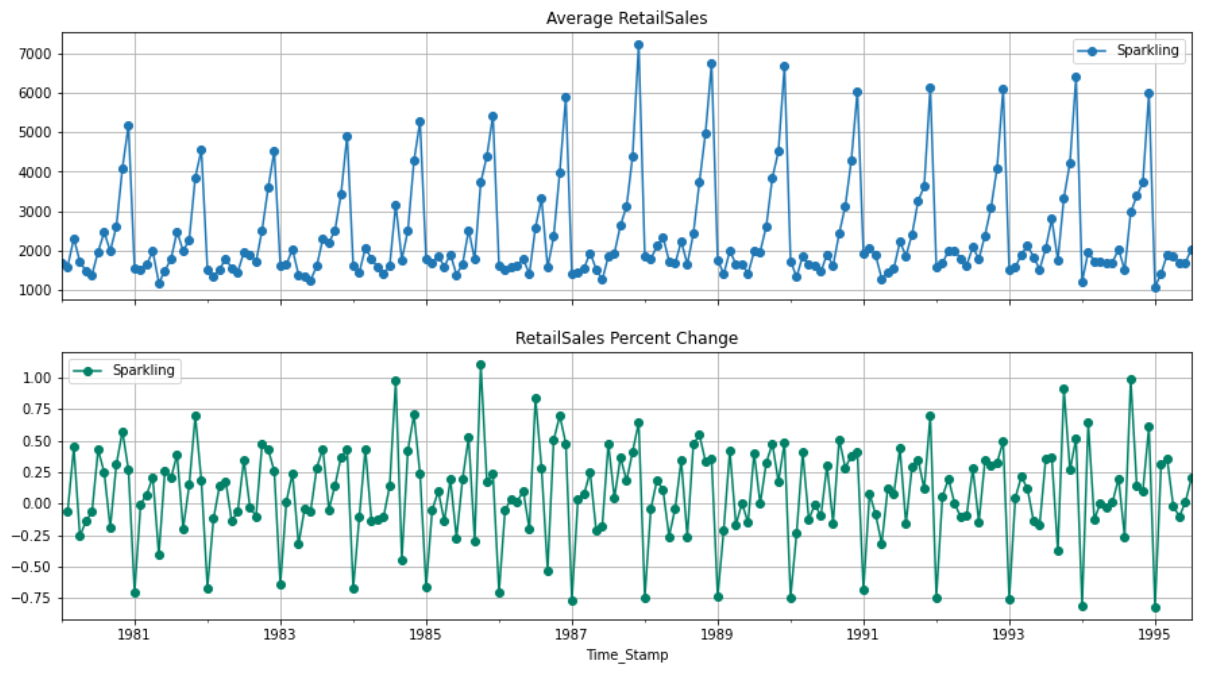 Average RetailSales
Sparkling
7000
6000
5000
4000
3000
2000
1000
RetailSales Percent Change
Sparkling
1.00
0.75
0.50
0.25
0.00
−0.25
−0.50
−0.75
1981 1983 1985 1987 1989 1991 1993 1995
Time_Stamp